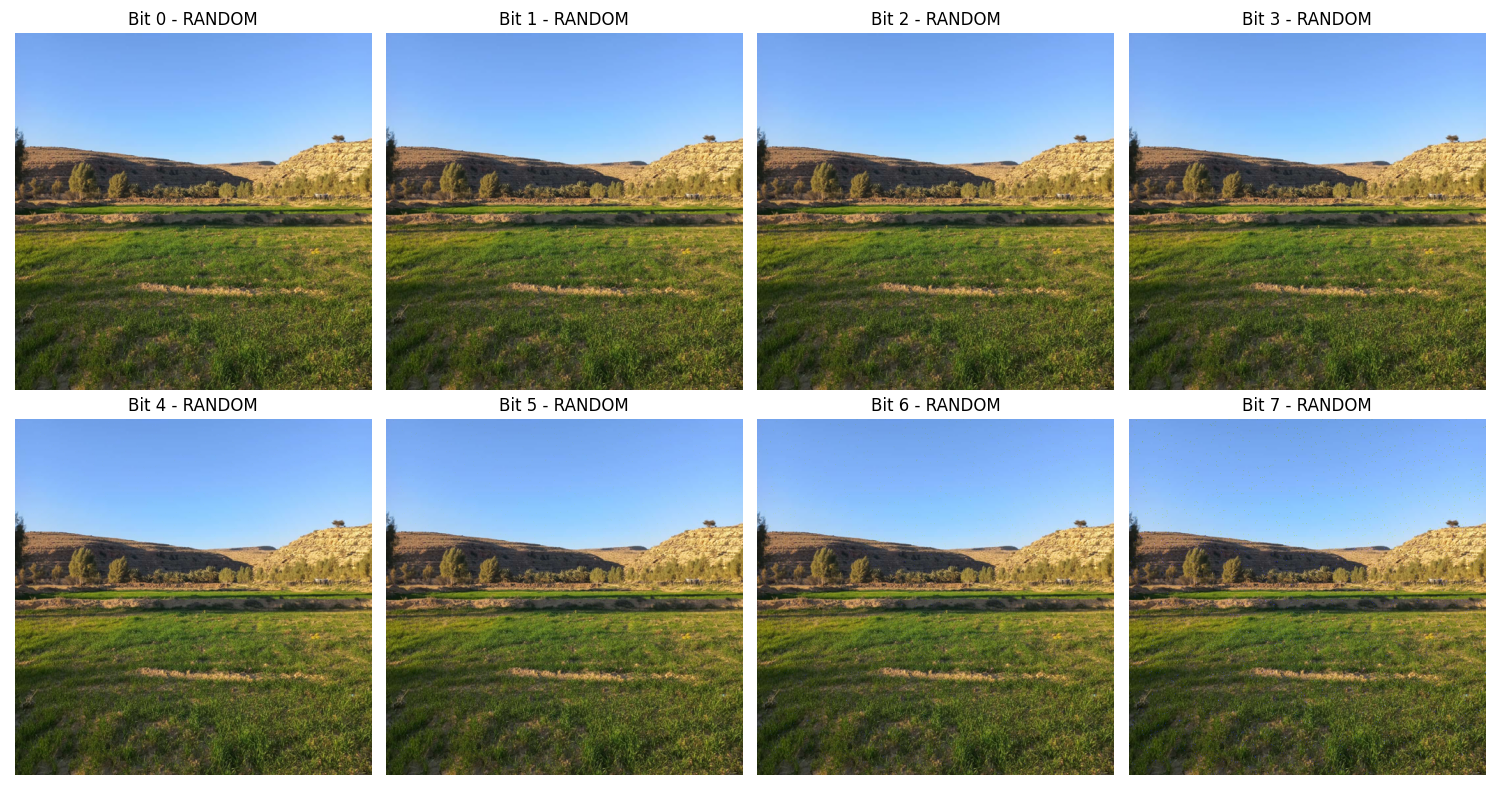 Bit 0 - RANDOM
Bit 1 - RANDOM
Bit 2 - RANDOM
Bit 3 - RANDOM
Bit 4 - RANDOM
Bit 5 - RANDOM
Bit 6 - RANDOM
Bit 7 - RANDOM